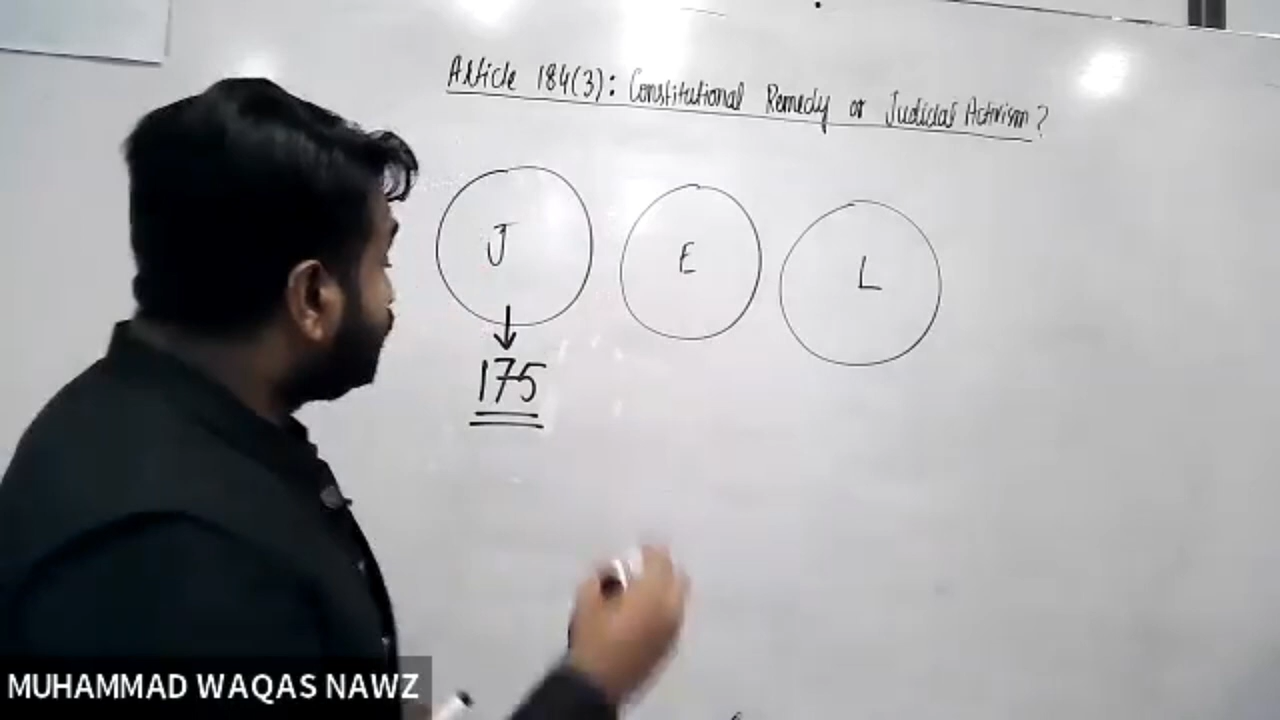 Article 184(3): Constitutional Remedy or Judicial Activism?
J E L
175
MUHAMMAD WAQAS NAWZ